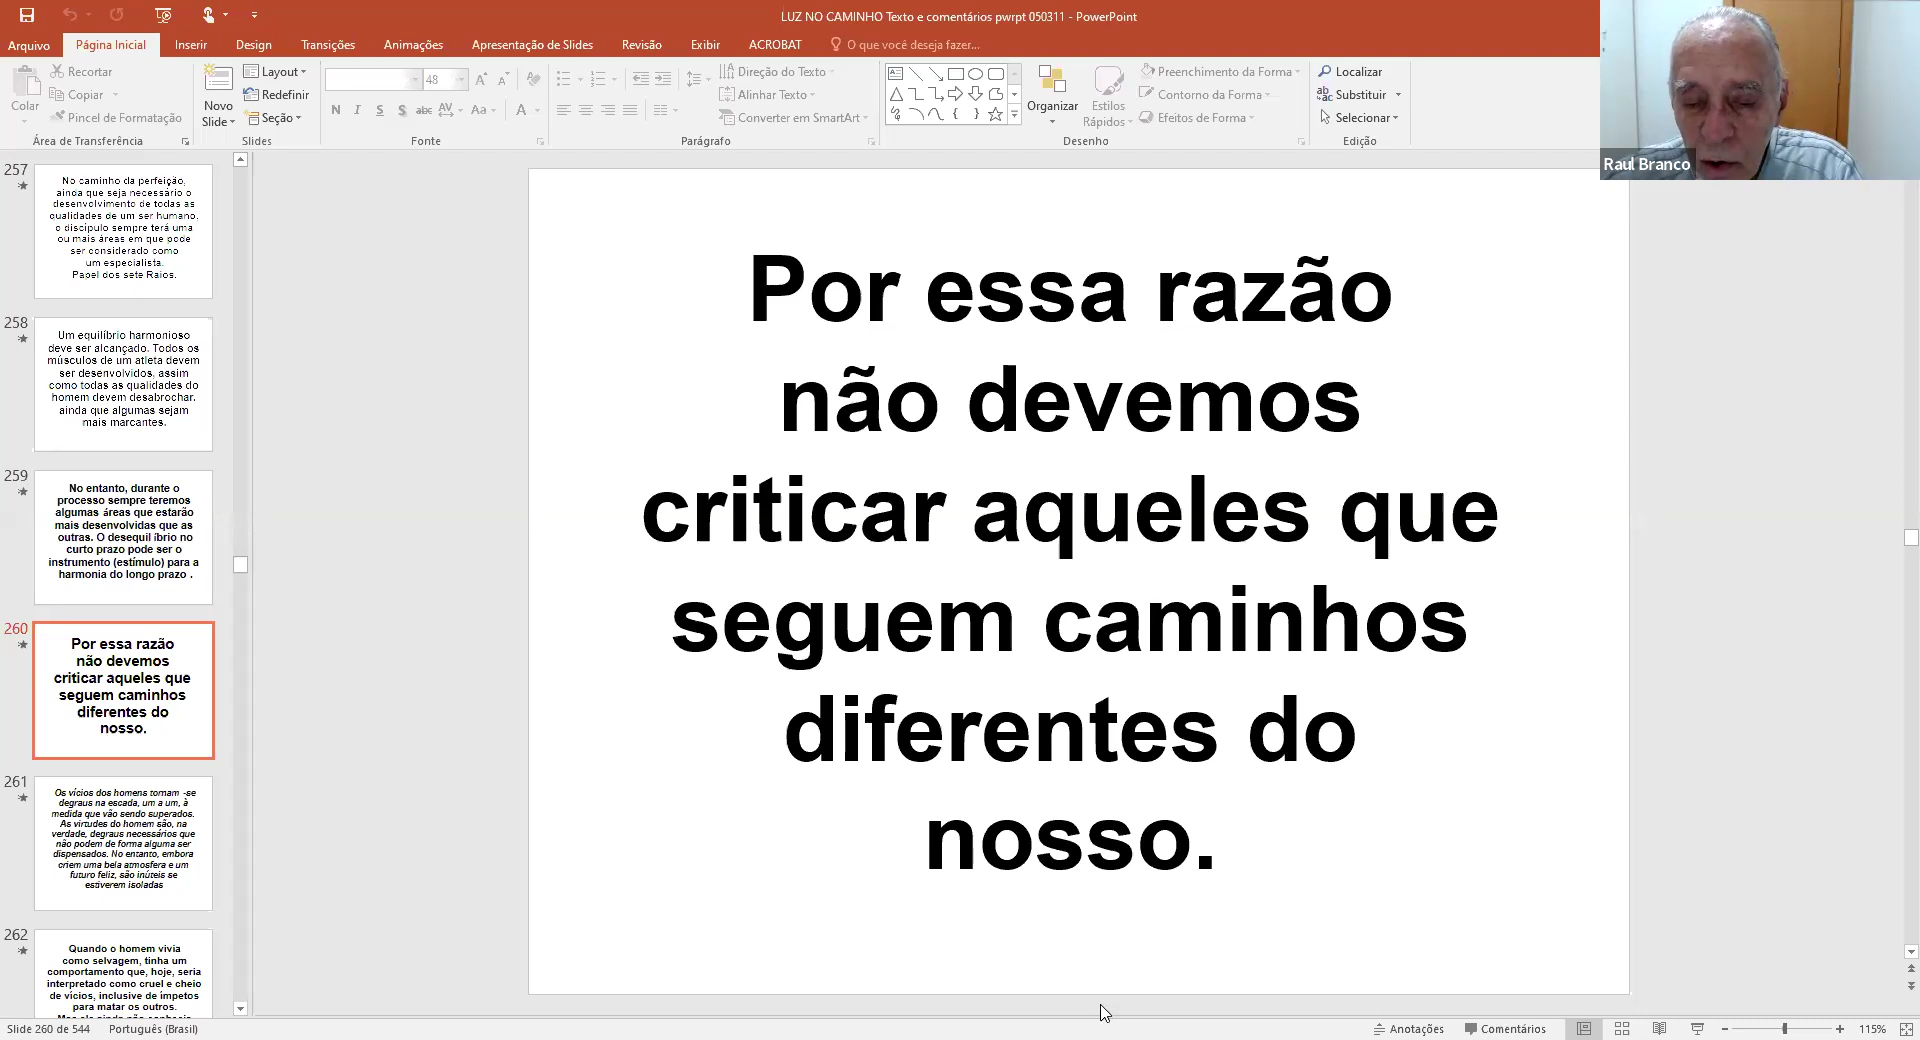 LUZ NO CAMINHO Texto e comentários pwrpt 050311 - PowerPoint
Arquivo Página Inicial Inserir Design Transições Animações Apresentação de Slides Revisão Exibir ACROBAT O que você deseja fazer...
Colar
Recortar
Copiar
Pincel de Formatação
Área de Transferência
Novo
Slide
Layout
Redefinir
Seção
Slides
48
N I S S abc AV Aa A
Fonte
Direção do Texto
Alinhar Texto
Converter em SmartArt
Parágrafo
Organizar
Estilos
Rápidos
Preenchimento da Forma
Contorno da Forma
Efeitos de Forma
Desenho
Localizar
Substituir
Selecionar
Edição
Raul Branco
257
No caminho da perfeição,
ainda que seja necessário o
desenvolvimento de todas as
qualidades de um ser humano,
o discípulo sempre terá uma
ou mais áreas em que pode
ser considerado como
um especialista.
Papel dos sete Raios.
258
Um equilíbrio harmonioso
deve ser alcançado. Todos os
músculos de um atleta devem
ser desenvolvidos, assim
como todas as qualidades do
homem devem desabrochar,
ainda que algumas sejam
mais marcantes.
259
No entanto, durante o
processo sempre teremos
algumas áreas que estarão
mais desenvolvidas que as
outras. O desequil íbrio no
curto prazo pode ser o
instrumento (estímulo) para a
harmonia do longo prazo .
260
Por essa razão
não devemos
criticar aqueles que
seguem caminhos
diferentes do
nosso.
261
Os vícios dos homens tornam -se
degraus na escada, um a um, à
medida que vão sendo superados.
As virtudes do homem são, na
verdade, degraus necessários que
não podem de forma alguma ser
dispensados. No entanto, embora
criem uma bela atmosfera e um
futuro feliz, são inúteis se
estiverem isoladas
262
Quando o homem vivia
como selvagem, tinha um
comportamento que, hoje, seria
interpretado como cruel e cheio
de vícios, inclusive de ímpetos
para matar os outros.
Por essa razão
não devemos
criticar aqueles que
seguem caminhos
diferentes do
nosso.
Slide 260 de 544 Português (Brasil) Anotações Comentários 115%